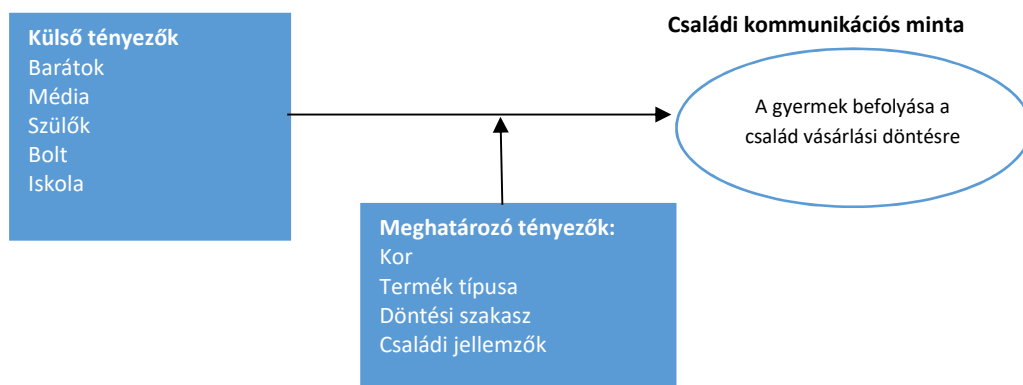 Családi kommunikációs minta
Külső tényezők
Barátok
Média
Szülők
Bolt
Iskola
A gyermek befolyása a
család vásárlási döntésre
Meghatározó tényezők:
Kor
Termék típusa
Döntési szakasz
Családi jellemzők